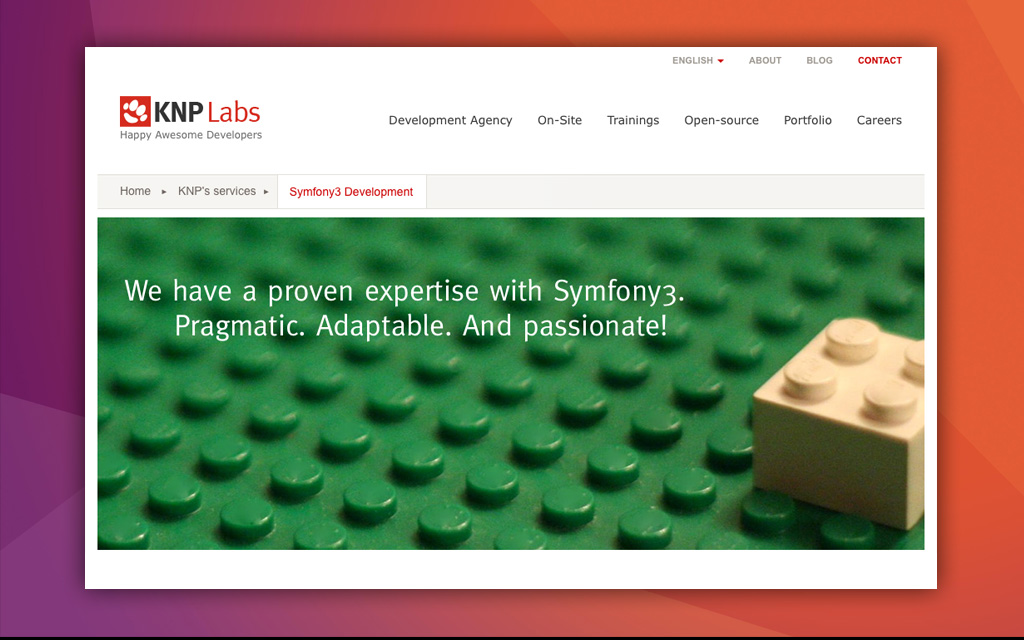 ENGLISH ABOUT BLOG CONTACT
KNP Labs
Happy Awesome Developers
Development Agency On-Site Trainings Open-source Portfolio Careers
Home ▸ KNP's services ▸ Symfony3 Development
We have a proven expertise with Symfony3.
Pragmatic. Adaptable. And passionate!